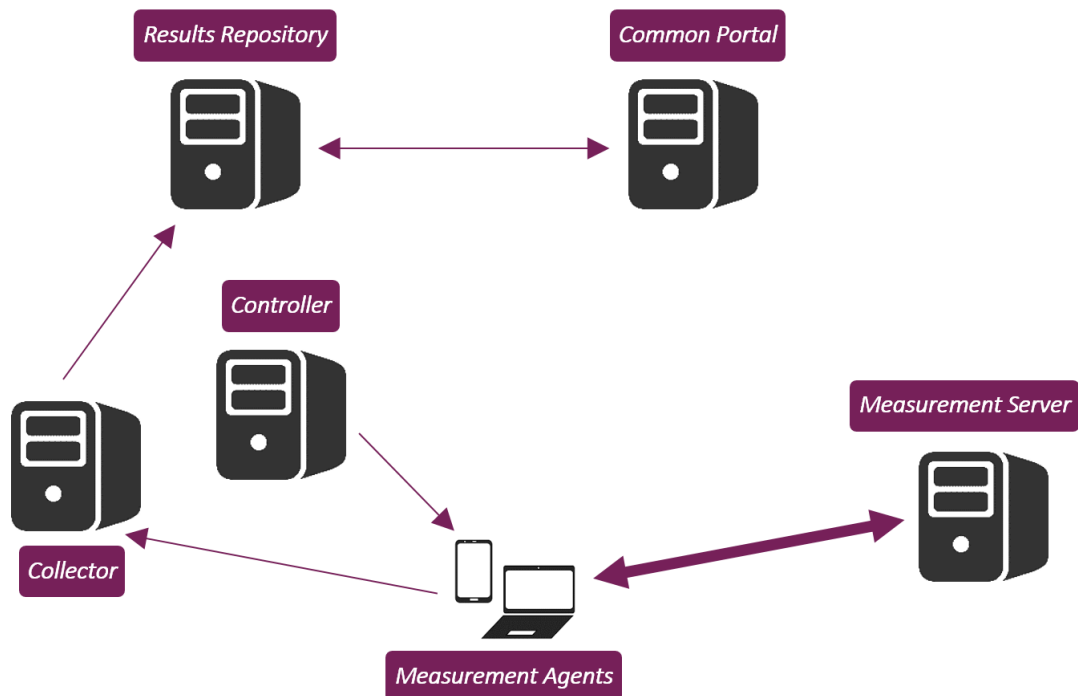 Results Repository
Common Portal
Controller
Measurement Server
Collector
Measurement Agents